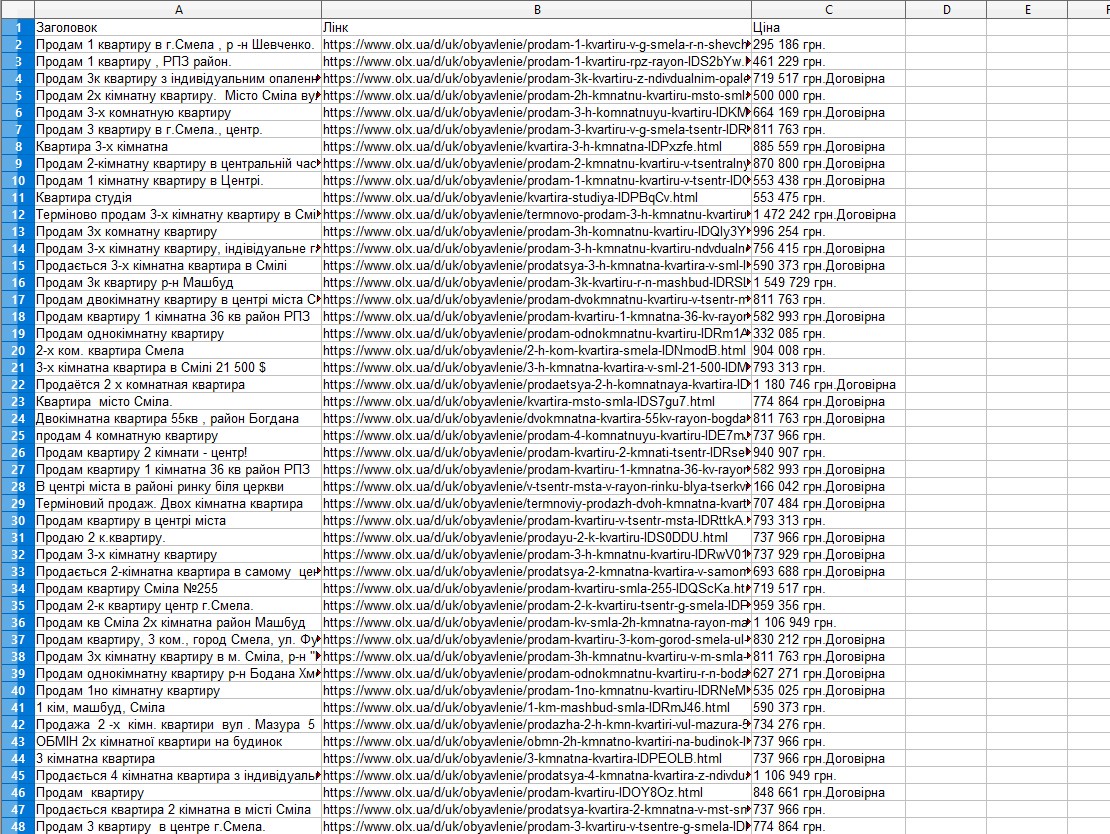 A B C D E F
1 Заголовок Лінк Ціна
2 Продам 1 квартиру в г.Смела , р -н Шевченко. https://www.olx.ua/d/uk/obyavlenie/prodam-1-kvartiru-v-g-smela-r-n-shevch 295 186 грн.
3 Продам 1 квартиру , РПЗ район. https://www.olx.ua/d/uk/obyavlenie/prodam-1-kvartiru-rpz-rayon-IDS2bYw. 461 229 грн.
4 Продам 3к квартиру з індивідуальним опаленн https://www.olx.ua/d/uk/obyavlenie/prodam-3k-kvartiru-z-ndivdualnim-opale 719 517 грн.Договірна
5 Продам 2х кімнатну квартиру. Місто Сміла ву https://www.olx.ua/d/uk/obyavlenie/prodam-2h-kmnatnu-kvartiru-msto-sml 500 000 грн.
6 Продам 3-х комнатную квартиру https://www.olx.ua/d/uk/obyavlenie/prodam-3-h-komnatnuyu-kvartiru-IDKM 664 169 грн.Договірна
7 Продам 3 квартиру в г.Смела., центр. https://www.olx.ua/d/uk/obyavlenie/prodam-3-kvartiru-v-g-smela-tsentr-IDR 811 763 грн.
8 Квартира 3-х кімнатна https://www.olx.ua/d/uk/obyavlenie/kvartira-3-h-kmnatna-IDPxzfe.html 885 559 грн.Договірна
9 Продам 2-кімнатну квартиру в центральній час https://www.olx.ua/d/uk/obyavlenie/prodam-2-kmnatnu-kvartiru-v-tsentralny 870 800 грн.Договірна
10 Продам 1 кімнатну квартиру в Центрі. https://www.olx.ua/d/uk/obyavlenie/prodam-1-kmnatnu-kvartiru-v-tsentr-ID 553 438 грн.Договірна
11 Квартира студія https://www.olx.ua/d/uk/obyavlenie/kvartira-studiya-IDPBqCv.html 553 475 грн.
12 Терміново продам 3-х кімнатну квартиру в Смі https://www.olx.ua/d/uk/obyavlenie/termnovo-prodam-3-h-kmnatnu-kvartiru 1 472 242 грн.Договірна
13 Продам 3х комнату квартиру https://www.olx.ua/d/uk/obyavlenie/prodam-3h-komnatnu-kvartiru-IDQIy3Y 996 254 грн.
14 Продам 3-х кімнатну квартиру, індівідуальне г https://www.olx.ua/d/uk/obyavlenie/prodam-3-h-kmnatnu-kvartiru-ndvdualn 756 415 грн.Договірна
15 Продається 3-х кімнатна квартира в Смілі https://www.olx.ua/d/uk/obyavlenie/prodatsya-3-h-kmnatna-kvartira-v-sml-I 590 373 грн.Договірна
16 Продам 3к квартиру р-н Машбуд https://www.olx.ua/d/uk/obyavlenie/prodam-3k-kvartiru-r-n-mashbud-IDRSI 1 549 729 грн.
17 Продам двокімнатну квартиру в центрі міста С https://www.olx.ua/d/uk/obyavlenie/prodam-dvokmnatnu-kvartiru-v-tsentr-m 811 763 грн.
18 Продам квартиру 1 кімнатна 36 кв район РПЗ https://www.olx.ua/d/uk/obyavlenie/prodam-kvartiru-1-kmnatna-36-kv-rayon 582 993 грн.Договірна
19 Продам однокімнатну квартиру https://www.olx.ua/d/uk/obyavlenie/prodam-odnokmnatnu-kvartiru-IDRm1A 332 085 грн.
20 2-х ком. квартира Смела https://www.olx.ua/d/uk/obyavlenie/2-h-kom-kvartira-smela-IDNmodB.html 904 008 грн.
21 3-х кімнатна квартира в Смілі 21 500 $ https://www.olx.ua/d/uk/obyavlenie/3-h-kmnatna-kvartira-v-sml-21-500-IDM 793 313 грн.
22 Продаётся 2 х комнатная квартира https://www.olx.ua/d/uk/obyavlenie/prodaetsya-2-h-komnatnaya-kvartira-ID 1 180 746 грн.Договірна
23 Квартира місто Сміла. https://www.olx.ua/d/uk/obyavlenie/kvartira-msto-smla-IDS7gu7.html 774 864 грн.Договірна
24 Двокімнатна квартира 55кв , район Богдана https://www.olx.ua/d/uk/obyavlenie/dvokmnatna-kvartira-55kv-rayon-bogda 811 763 грн.Договірна
25 продам 4 комнатную квартиру https://www.olx.ua/d/uk/obyavlenie/prodam-4-komnatnuyu-kvartiru-IDE7m 737 966 грн.
26 Продам квартиру 2 кімнати - центр! https://www.olx.ua/d/uk/obyavlenie/prodam-kvartiru-2-kmnati-tsentr-IDRse 940 907 грн.
27 Продам квартиру 1 кімнатна 36 кв район РПЗ https://www.olx.ua/d/uk/obyavlenie/prodam-kvartiru-1-kmnatna-36-kv-rayon 582 993 грн.Договірна
28 В центрі міста в районі ринку біля церкви https://www.olx.ua/d/uk/obyavlenie/v-tsentr-msta-v-rayon-rinku-blya-tserkv 166 042 грн.Договірна
29 Терміновий продаж. Двох кімнатна квартира https://www.olx.ua/d/uk/obyavlenie/termnoviy-prodazh-dvoh-kmnatna-kvart 707 484 грн.Договірна
30 Продам квартиру в центрі міста https://www.olx.ua/d/uk/obyavlenie/prodam-kvartiru-v-tsentr-msta-IDRttkA. 793 313 грн.
31 Продаю 2 к.квартиру. https://www.olx.ua/d/uk/obyavlenie/prodayu-2-k-kvartiru-IDS0DDU.html 737 966 грн.Договірна
32 Продам 3-х кімнатну квартиру https://www.olx.ua/d/uk/obyavlenie/prodam-3-h-kmnatnu-kvartiru-IDRwV01 737 929 грн.Договірна
33 Продається 2-кімнатна квартира в самому цен https://www.olx.ua/d/uk/obyavlenie/prodatsya-2-kmnatna-kvartira-v-samom 693 688 грн.Договірна
34 Продам квартиру Сміла №255 https://www.olx.ua/d/uk/obyavlenie/prodam-kvartiru-smla-255-IDQScKa.ht 719 517 грн.
35 Продам 2-к квартиру центр г.Смела. https://www.olx.ua/d/uk/obyavlenie/prodam-2-k-kvartiru-tsentr-g-smela-IDP 959 356 грн.
36 Продам кв Сміла 2х кімнатна район Машбуд https://www.olx.ua/d/uk/obyavlenie/prodam-kv-smla-2h-kmnatna-rayon-ma 1 106 949 грн.
37 Продам квартиру, 3 ком., город Смела, ул. Фу https://www.olx.ua/d/uk/obyavlenie/prodam-kvartiru-3-kom-gorod-smela-ul 830 212 грн.Договірна
38 Продам 3х кімнатну квартиру в м. Сміла, р-н " https://www.olx.ua/d/uk/obyavlenie/prodam-3h-kmnatnu-kvartiru-v-m-smla- 811 763 грн.Договірна
39 Продам однокімнатну квартиру р-н Бодана Хм https://www.olx.ua/d/uk/obyavlenie/prodam-odnokmnatnu-kvartiru-r-n-boda 627 271 грн.Договірна
40 Продам 1но кімнатну квартиру https://www.olx.ua/d/uk/obyavlenie/prodam-1no-kmnatnu-kvartiru-IDRNeM 535 025 грн.Договірна
41 1 кім, машбуд, Сміла https://www.olx.ua/d/uk/obyavlenie/1-km-mashbud-smla-IDRmJ46.html 590 373 грн.
42 Продажа 2 -х кімн. квартири вул . Мазура 5 https://www.olx.ua/d/uk/obyavlenie/prodazha-2-h-kmn-kvartiri-vul-mazura-5 734 276 грн.
43 ОБМІН 2х кімнатної квартири на будинок https://www.olx.ua/d/uk/obyavlenie/obmn-2h-kmnatno-kvartiri-na-budinok-I 737 966 грн.
44 3 кімнатна квартира https://www.olx.ua/d/uk/obyavlenie/3-kmnatna-kvartira-IDPEOLB.html 737 966 грн.Договірна
45 Продається 4 кімнатна квартира з індивідуаль https://www.olx.ua/d/uk/obyavlenie/prodatsya-4-kmnatna-kvartira-z-ndivdu 1 106 949 грн.
46 Продам квартиру https://www.olx.ua/d/uk/obyavlenie/prodam-kvartiru-IDOY8Oz.html 848 661 грн.Договірна
47 Продається квартира 2 кімнатна в місті Сміла https://www.olx.ua/d/uk/obyavlenie/prodatsya-kvartira-2-kmnatna-v-mst-sm 737 966 грн.
48 Продам 3 квартиру в центре г.Смела. https://www.olx.ua/d/uk/obyavlenie/prodam-3-kvartiru-v-tsentre-g-smela-ID 774 864 грн.